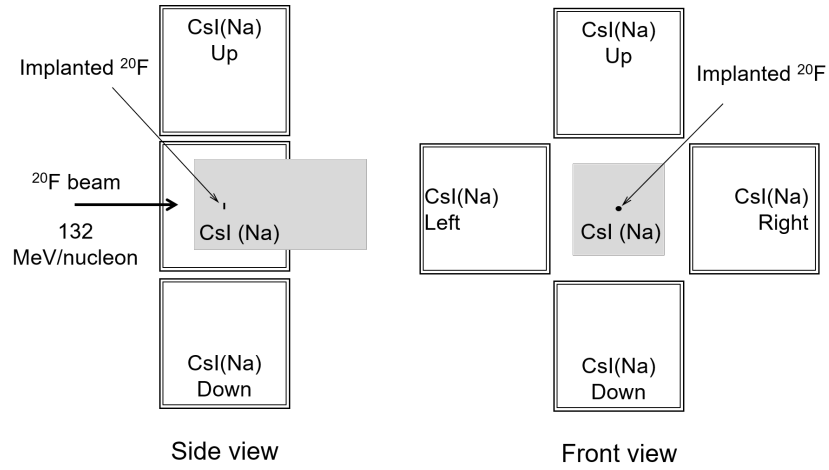 CsI(Na)
Up
Implanted ²⁰F
²⁰F beam
132
MeV/nucleon
CsI (Na)
CsI(Na)
Down
Side view
CsI(Na)
Up
Implanted ²⁰F
CsI(Na)
Left
CsI (Na)
CsI(Na)
Right
CsI(Na)
Down
Front view